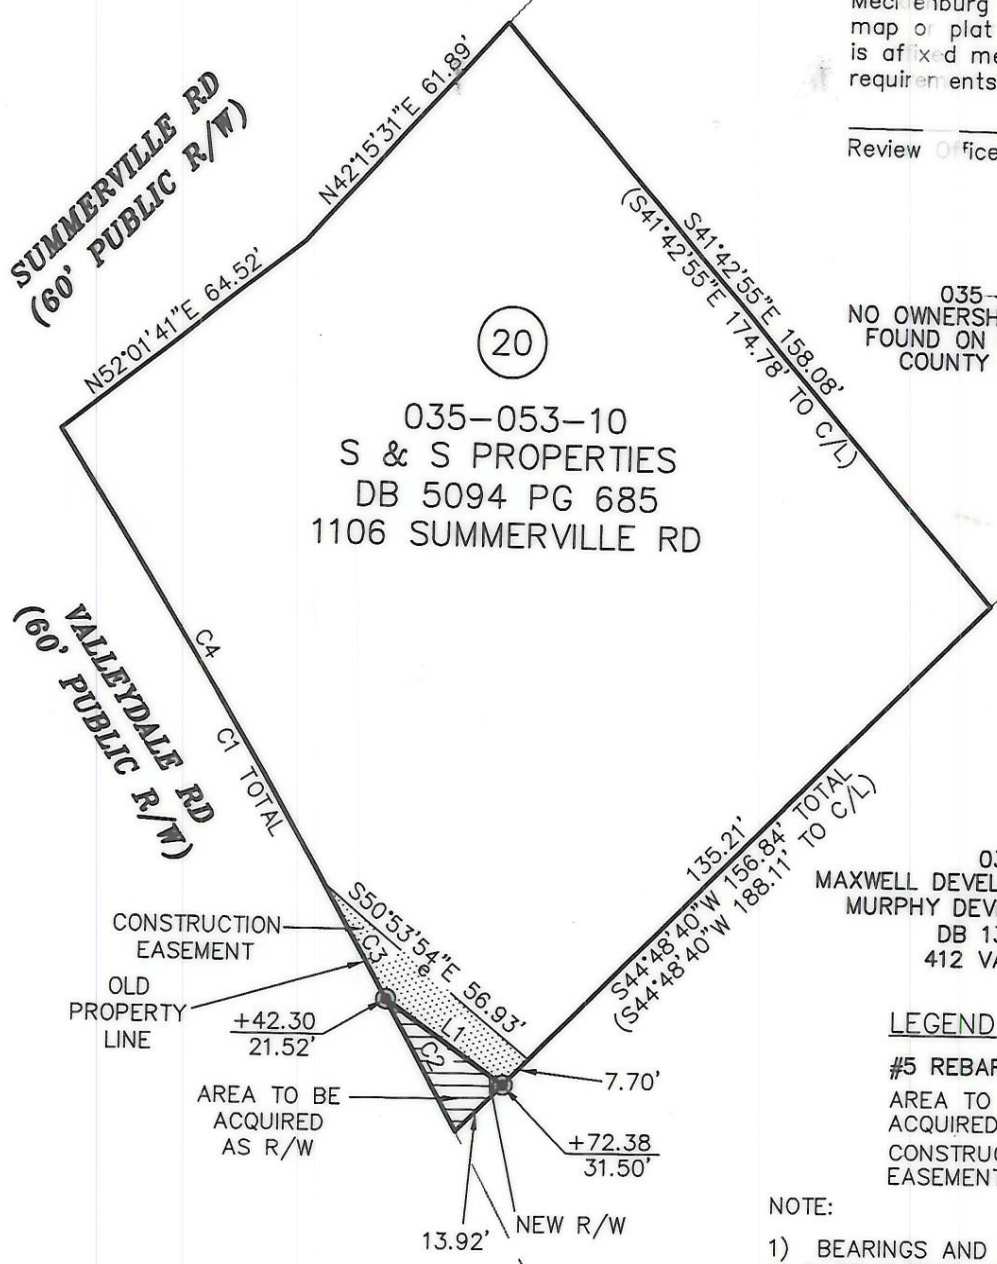 Mecklenburg
map or plat
is affixed me
requirements
Review Office
SUMMERVILLE RD
(60' PUBLIC R/W)
N42°15'31"E 61.89'
N52°01'41"E 64.52'
S41°42'55"E 158.08'
(S41°42'55"E 174.78' TO C/L)
035-
NO OWNERSH
FOUND ON
COUNTY
20
035-053-10
S & S PROPERTIES
DB 5094 PG 685
1106 SUMMERVILLE RD
VALLEYDALE RD
(60' PUBLIC R/W)
C4
C1 TOTAL
135.21'
S44°48'40"W 156.84' TOTAL
(S44°48'40"W 188.11' TO C/L)
03
MAXWELL DEVEL
MURPHY DEV
DB 13
412 VA
CONSTRUCTION
EASEMENT
S50°53'54"E 56.93'
C3
e
L1
C2
OLD
PROPERTY
LINE
+42.30
21.52'
AREA TO BE
ACQUIRED
AS R/W
7.70'
+72.38
31.50'
NEW R/W
13.92'
LEGEND
#5 REBAR
AREA TO
ACQUIRED
CONSTRUC
EASEMENT
NOTE:
1) BEARINGS AND